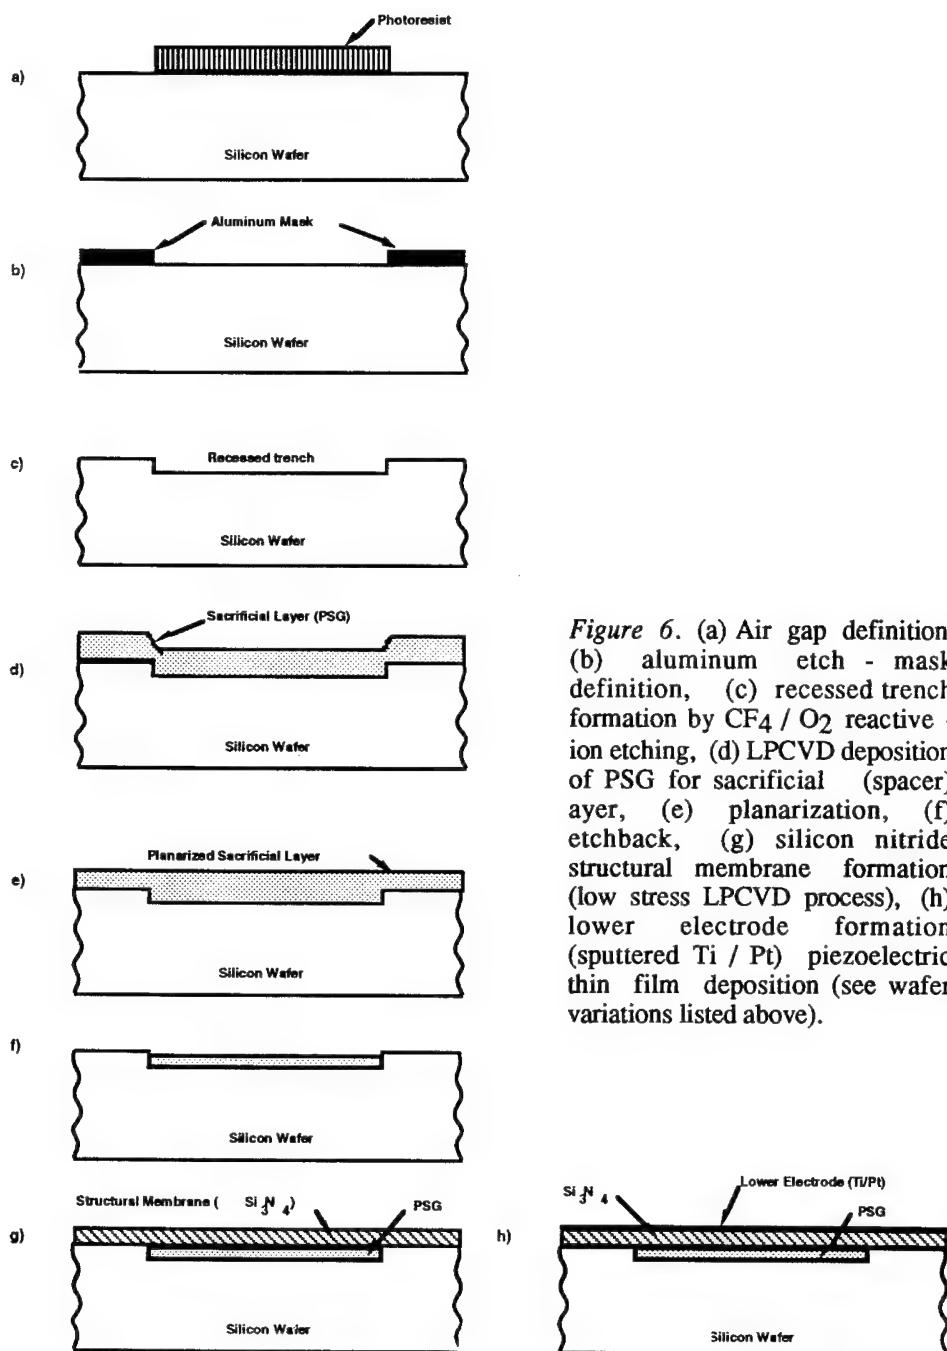 Photoresist
a)
Silicon Wafer
Aluminum Mask
b)
Silicon Wafer
c)
Recessed trench
Silicon Wafer
Sacrificial Layer (PSG)
d)
Silicon Wafer
Figure 6. (a) Air gap definition
(b) aluminum etch - mask
definition, (c) recessed trench
formation by CF4 / O2 reactive -
ion etching, (d) LPCVD deposition
of PSG for sacrificial (spacer)
ayer, (e) planarization, (f)
etchback, (g) silicon nitride
structural membrane formation
(low stress LPCVD process), (h)
lower electrode formation
(sputtered Ti / Pt) piezoelectric
thin film deposition (see wafer
variations listed above).
Planarized Sacrificial Layer
e)
Silicon Wafer
f)
Silicon Wafer
Structural Membrane ( Si3N4)
PSG
g)
Silicon Wafer
Si3N4
Lower Electrode (Ti/Pt)
PSG
h)
Silicon Wafer